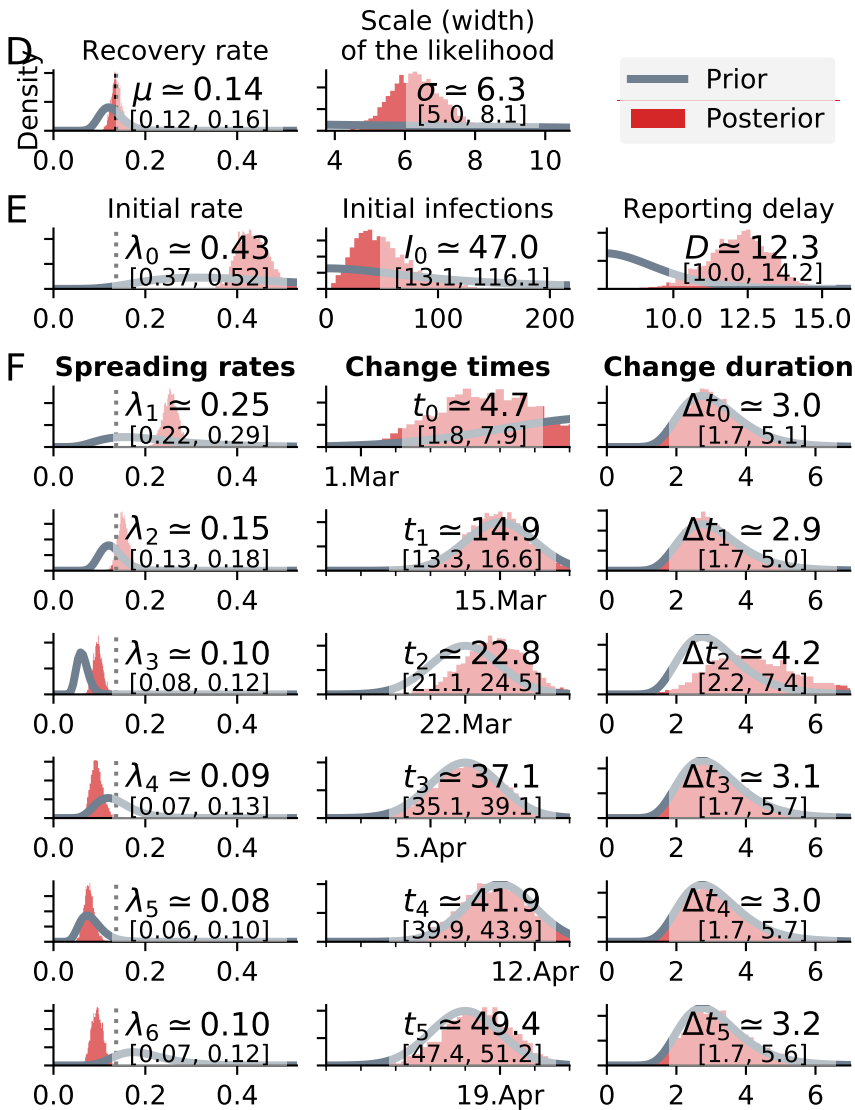 D
Recovery rate
Scale (width)
of the likelihood
Density
μ ≃ 0.14
[0.12, 0.16]
σ ≃ 6.3
[5.0, 8.1]
Prior
Posterior
0.0 0.2 0.4
4 6 8 10
E
Initial rate
Initial infections
Reporting delay
λ0 ≃ 0.43
[0.37, 0.52]
I0 ≃ 47.0
[13.1, 116.1]
D ≃ 12.3
[10.0, 14.2]
0.0 0.2 0.4
0 100 200
10.0 12.5 15.0
F
Spreading rates
Change times
Change duration
λ1 ≃ 0.25
[0.22, 0.29]
t0 ≃ 4.7
[1.8, 7.9]
Δt0 ≃ 3.0
[1.7, 5.1]
0.0 0.2 0.4
1.Mar
2 4 6
λ2 ≃ 0.15
[0.13, 0.18]
t1 ≃ 14.9
[13.3, 16.6]
Δt1 ≃ 2.9
[1.7, 5.0]
0.0 0.2 0.4
15.Mar
2 4 6
λ3 ≃ 0.10
[0.08, 0.12]
t2 ≃ 22.8
[21.1, 24.5]
Δt2 ≃ 4.2
[2.2, 7.4]
0.0 0.2 0.4
22.Mar
2 4 6
λ4 ≃ 0.09
[0.07, 0.13]
t3 ≃ 37.1
[35.1, 39.1]
Δt3 ≃ 3.1
[1.7, 5.7]
0.0 0.2 0.4
5.Apr
2 4 6
λ5 ≃ 0.08
[0.06, 0.10]
t4 ≃ 41.9
[39.9, 43.9]
Δt4 ≃ 3.0
[1.7, 5.7]
0.0 0.2 0.4
12.Apr
0 2 4 6
λ6 ≃ 0.10
[0.07, 0.12]
t5 ≃ 49.4
[47.4, 51.2]
Δt5 ≃ 3.2
[1.7, 5.6]
0.0 0.2 0.4
19.Apr
0 2 4 6